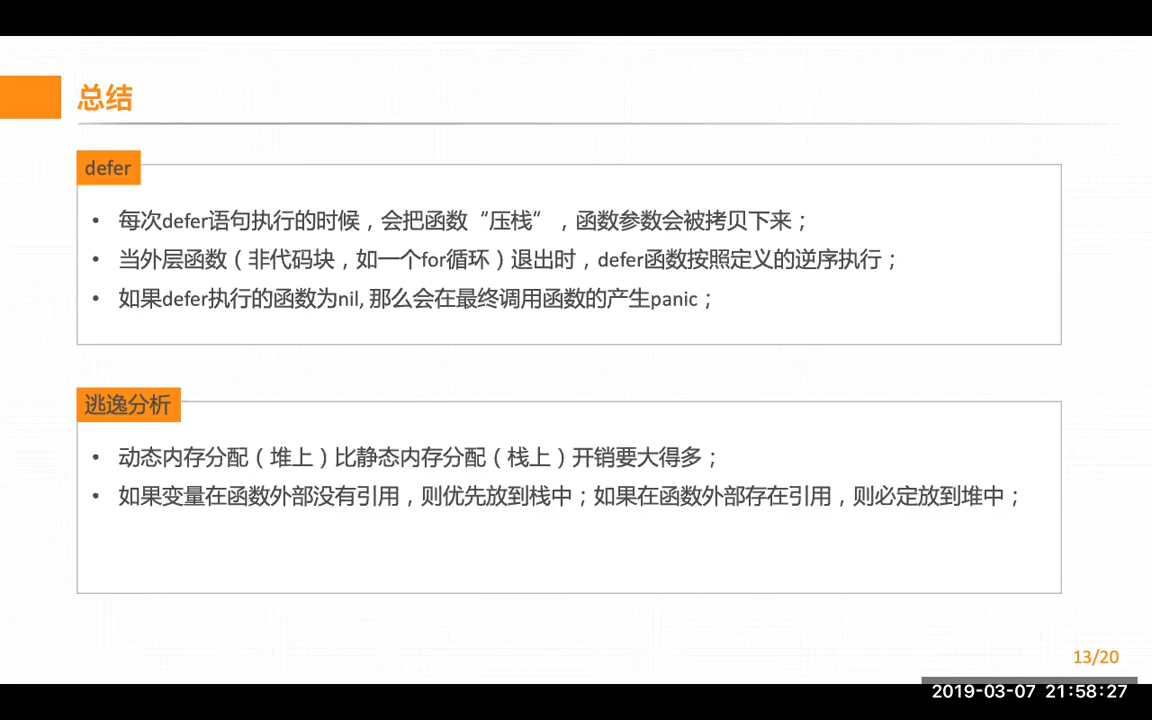 总结
defer
• 每次defer语句执行的时候，会把函数“压栈”，函数参数会被拷贝下来；
• 当外层函数（非代码块，如一个for循环）退出时，defer函数按照定义的逆序执行；
• 如果defer执行的函数为nil, 那么会在最终调用函数的产生panic；
逃逸分析
• 动态内存分配（堆上）比静态内存分配（栈上）开销要大得多；
• 如果变量在函数外部没有引用，则优先放到栈中；如果在函数外部存在引用，则必定放到堆中；
13/20
2019-03-07 21:58:27